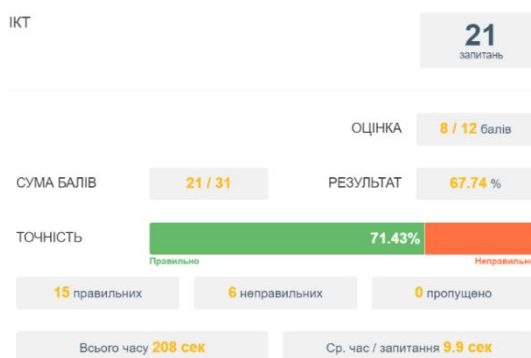 ІКТ
21
запитань
ОЦІНКА 8 / 12 балів
СУМА БАЛІВ 21 / 31 РЕЗУЛЬТАТ 67.74 %
ТОЧНІСТЬ 71.43%
Правильно Неправильно
15 правильних 6 неправильних 0 пропущено
Всього часу 208 сек Ср. час / запитання 9.9 сек